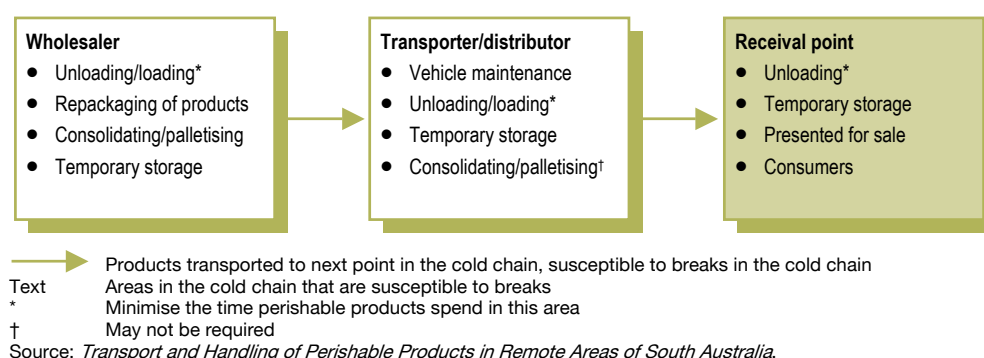 Wholesaler
● Unloading/loading*
● Repackaging of products
● Consolidating/palletising
● Temporary storage
Transporter/distributor
● Vehicle maintenance
● Unloading/loading*
● Temporary storage
● Consolidating/palletising†
Receival point
● Unloading*
● Temporary storage
● Presented for sale
● Consumers
Products transported to next point in the cold chain, susceptible to breaks in the cold chain
Text Areas in the cold chain that are susceptible to breaks
* Minimise the time perishable products spend in this area
† May not be required
Source: Transport and Handling of Perishable Products in Remote Areas of South Australia.